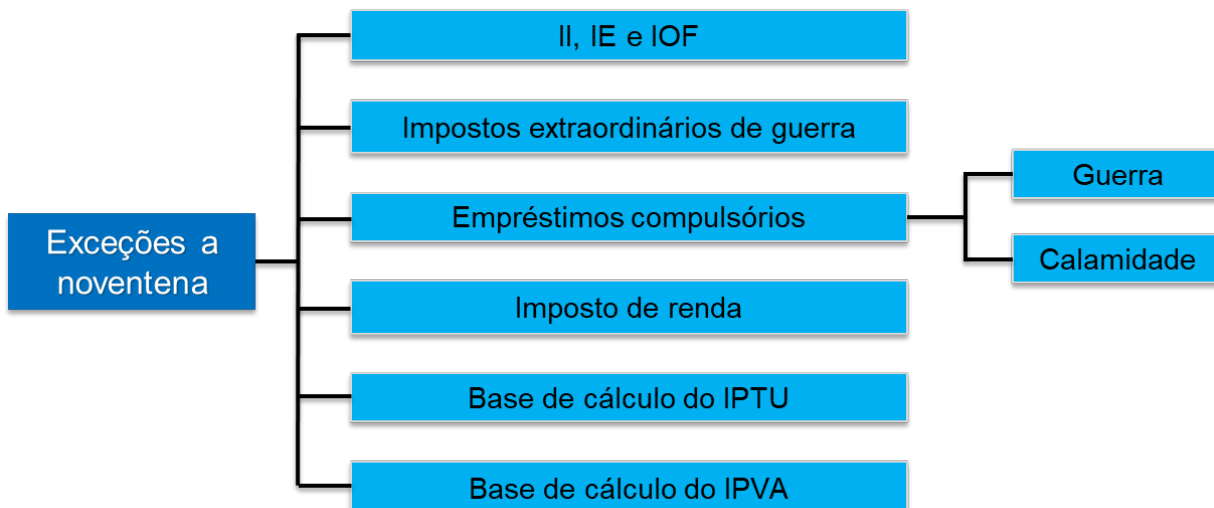 Exceções a
noventena
II, IE e IOF
Impostos extraordinários de guerra
Empréstimos compulsórios
Guerra
Calamidade
Imposto de renda
Base de cálculo do IPTU
Base de cálculo do IPVA